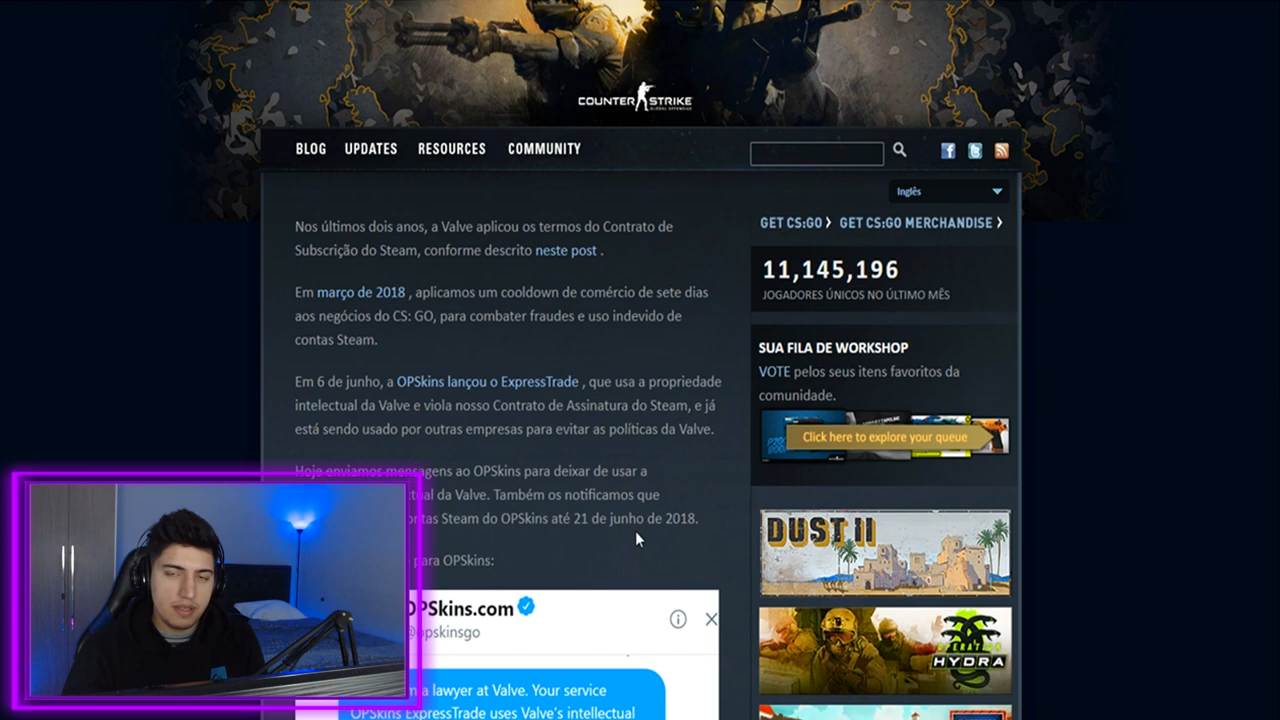 COUNTER STRIKE
GLOBAL OFFENSIVE
BLOG UPDATES RESOURCES COMMUNITY
Inglês
GET CS:GO GET CS:GO MERCHANDISE
Nos últimos dois anos, a Valve aplicou os termos do Contrato de
Subscrição do Steam, conforme descrito neste post .
Em março de 2018 , aplicamos um cooldown de comércio de sete dias
aos negócios do CS: GO, para combater fraudes e uso indevido de
contas Steam.
Em 6 de junho, a OPSkins lançou o ExpressTrade , que usa a propriedade
intelectual da Valve e viola nosso Contrato de Assinatura do Steam, e já
está sendo usado por outras empresas para evitar as políticas da Valve.
Hoje enviamos mensagens ao OPSkins para deixar de usar a
da Valve. Também os notificamos que
Steam do OPSkins até 21 de junho de 2018.
para OPSkins:
OPSkins.com
@opskinsgo
a lawyer at Valve. Your service
OPSkins ExpressTrade uses Valve's intellectual
11,145,196
JOGADORES ÚNICOS NO ÚLTIMO MÊS
SUA FILA DE WORKSHOP
VOTE pelos seus itens favoritos da
comunidade.
Click here to explore your queue
DUST II
OPERATION
HYDRA